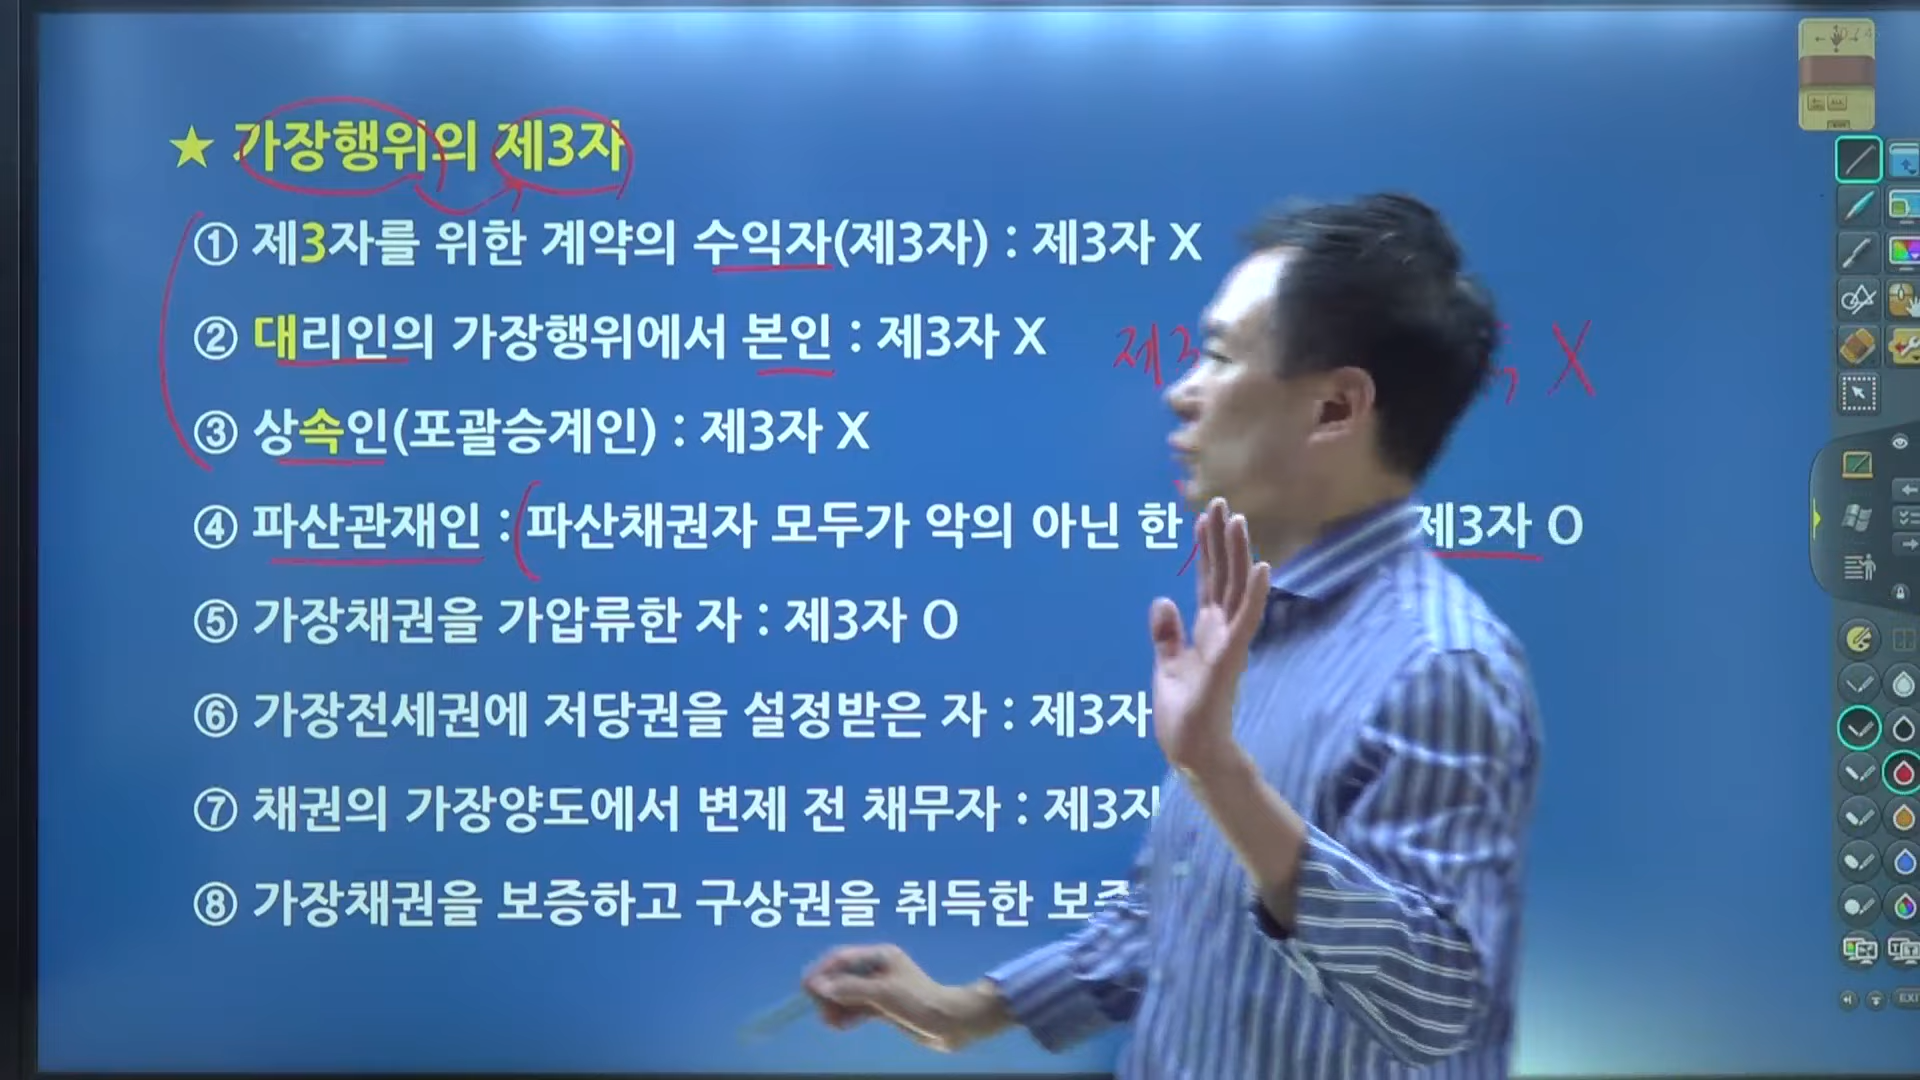 ★ 가장행위의 제3자
① 제3자를 위한 계약의 수익자(제3자) : 제3자 X
② 대리인의 가장행위에서 본인 : 제3자 X
제3 X
③ 상속인(포괄승계인) : 제3자 X
④ 파산관재인 : 파산채권자 모두가 악의 아닌 한 제3자 O
⑤ 가장채권을 가압류한 자 : 제3자 O
⑥ 가장전세권에 저당권을 설정받은 자 : 제3자
⑦ 채권의 가장양도에서 변제 전 채무자 : 제3자
⑧ 가장채권을 보증하고 구상권을 취득한
EXIT